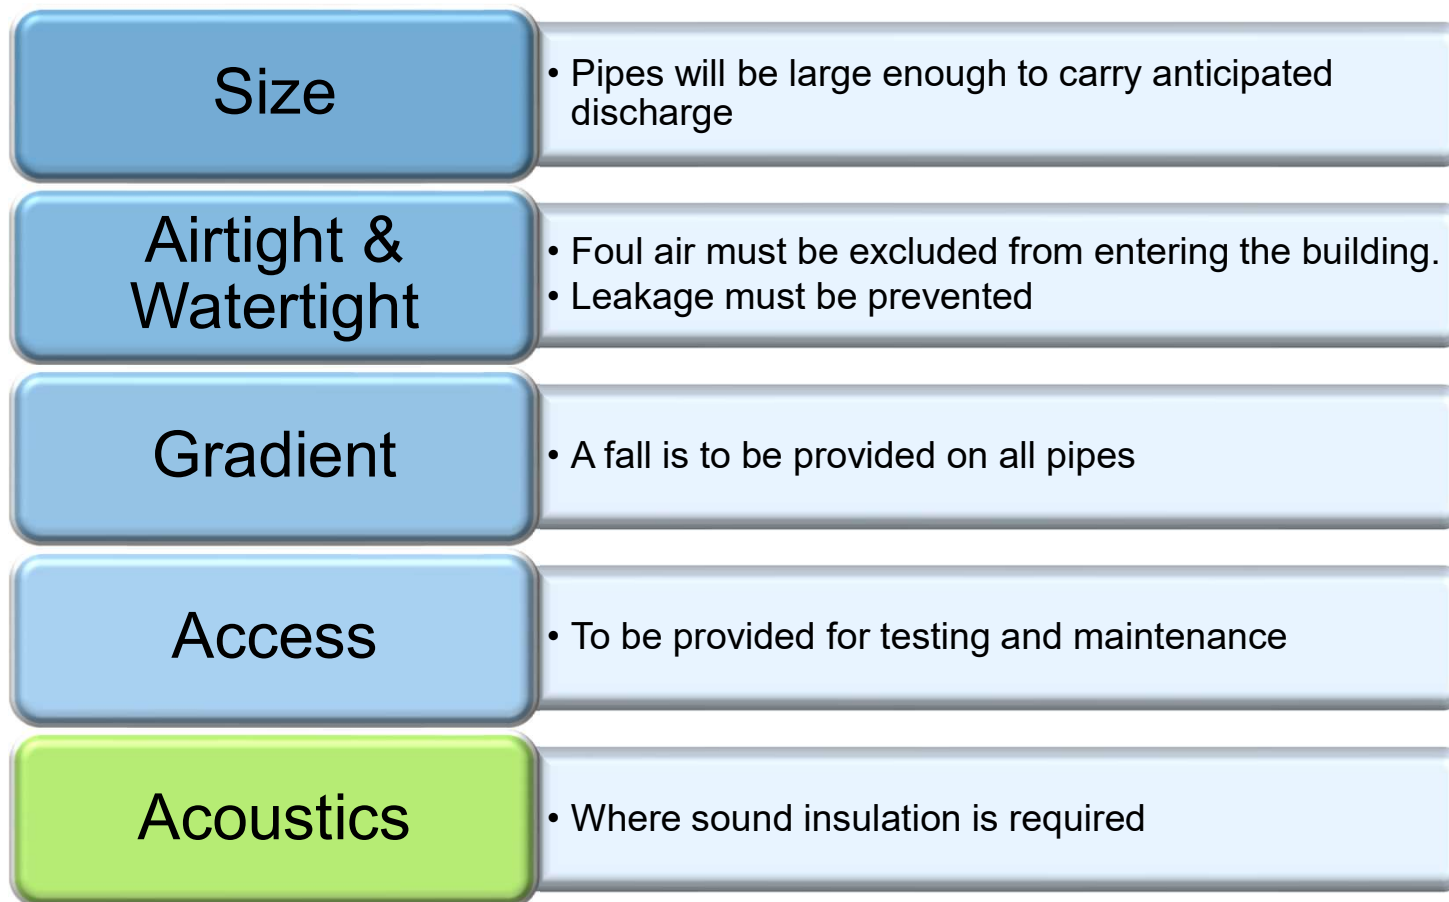 Size
• Pipes will be large enough to carry anticipated
discharge
Airtight &
Watertight
• Foul air must be excluded from entering the building.
• Leakage must be prevented
Gradient
• A fall is to be provided on all pipes
Access
• To be provided for testing and maintenance
Acoustics
• Where sound insulation is required